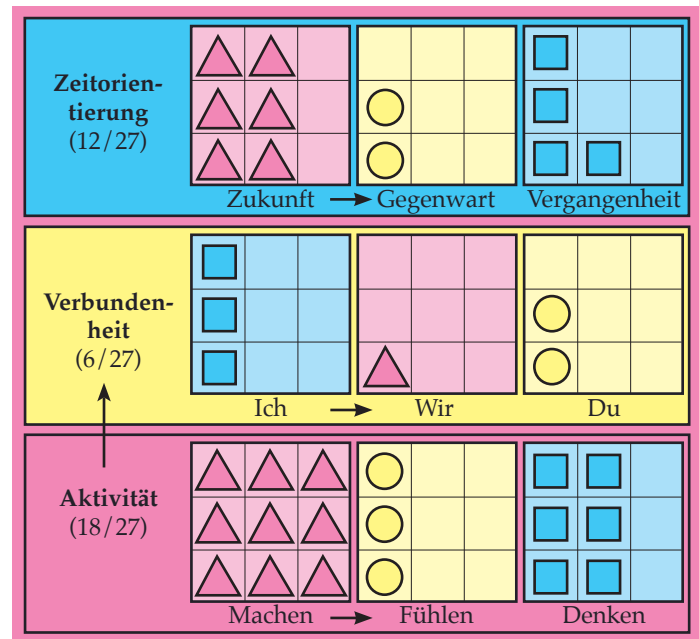 Zeitorien-
tierung
(12/27)
Zukunft Gegenwart Vergangenheit
Verbunden-
heit
(6/27)
Ich Wir Du
Aktivität
(18/27)
Machen Fühlen Denken